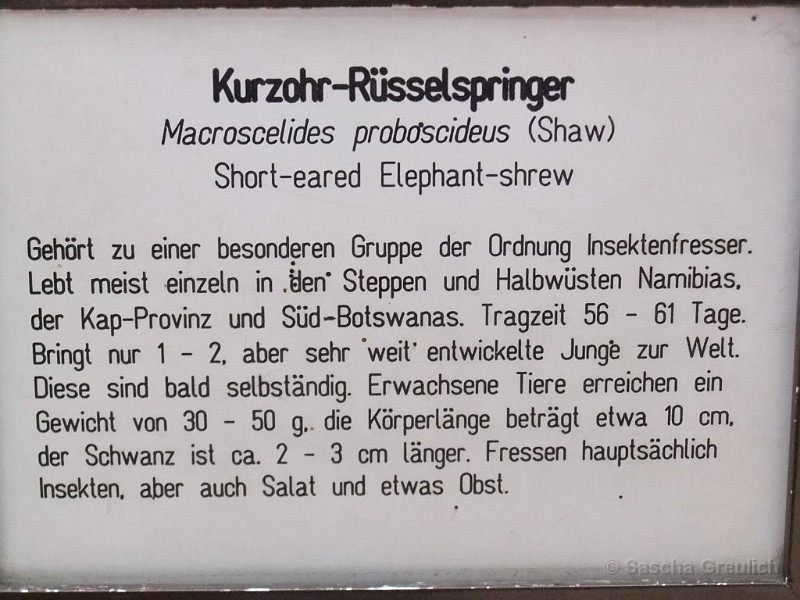 Kurzohr-Rüsselspringer
Macroscelides proboscideus (Shaw)
Short-eared Elephant-shrew
Gehört zu einer besonderen Gruppe der Ordnung Insektenfresser.
Lebt meist einzeln in den Steppen und Halbwüsten Namibias,
der Kap-Provinz und Süd-Botswanas. Tragzeit 56 - 61 Tage.
Bringt nur 1 - 2, aber sehr weit entwickelte Junge zur Welt.
Diese sind bald selbständig. Erwachsene Tiere erreichen ein
Gewicht von 30 - 50 g, die Körperlänge beträgt etwa 10 cm,
der Schwanz ist ca. 2 - 3 cm länger. Fressen hauptsächlich
Insekten, aber auch Salat und etwas Obst.
© Sascha Greulich